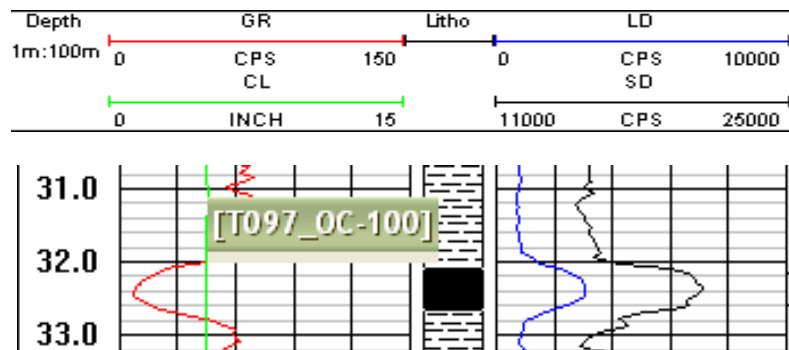 Depth GR Litho LD
1m:100m 0 CPS 150 0 CPS 10000
CL SD
0 INCH 15 11000 CPS 25000
31.0
[T097_OC-100]
32.0
33.0